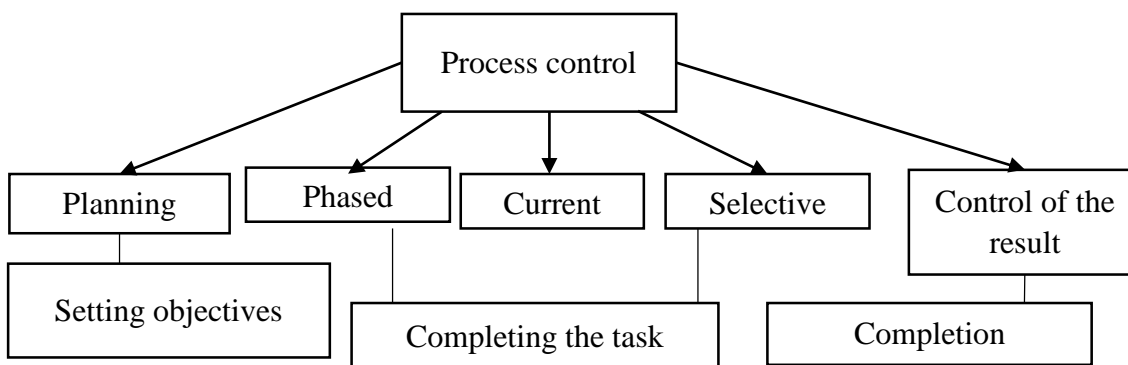 Process control
Planning
Phased
Current
Selective
Control of the
result
Setting objectives
Completing the task
Completion